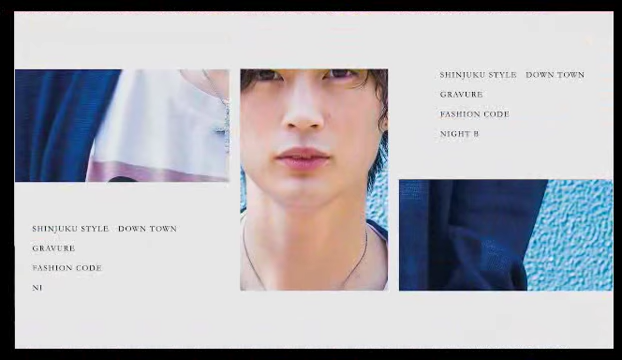 SHINJUKU STYLE DOWN TOWN
GRAVURE
FASHION CODE
NIGHT B
SHINJUKU STYLE DOWN TOWN
GRAVURE
FASHION CODE
NI